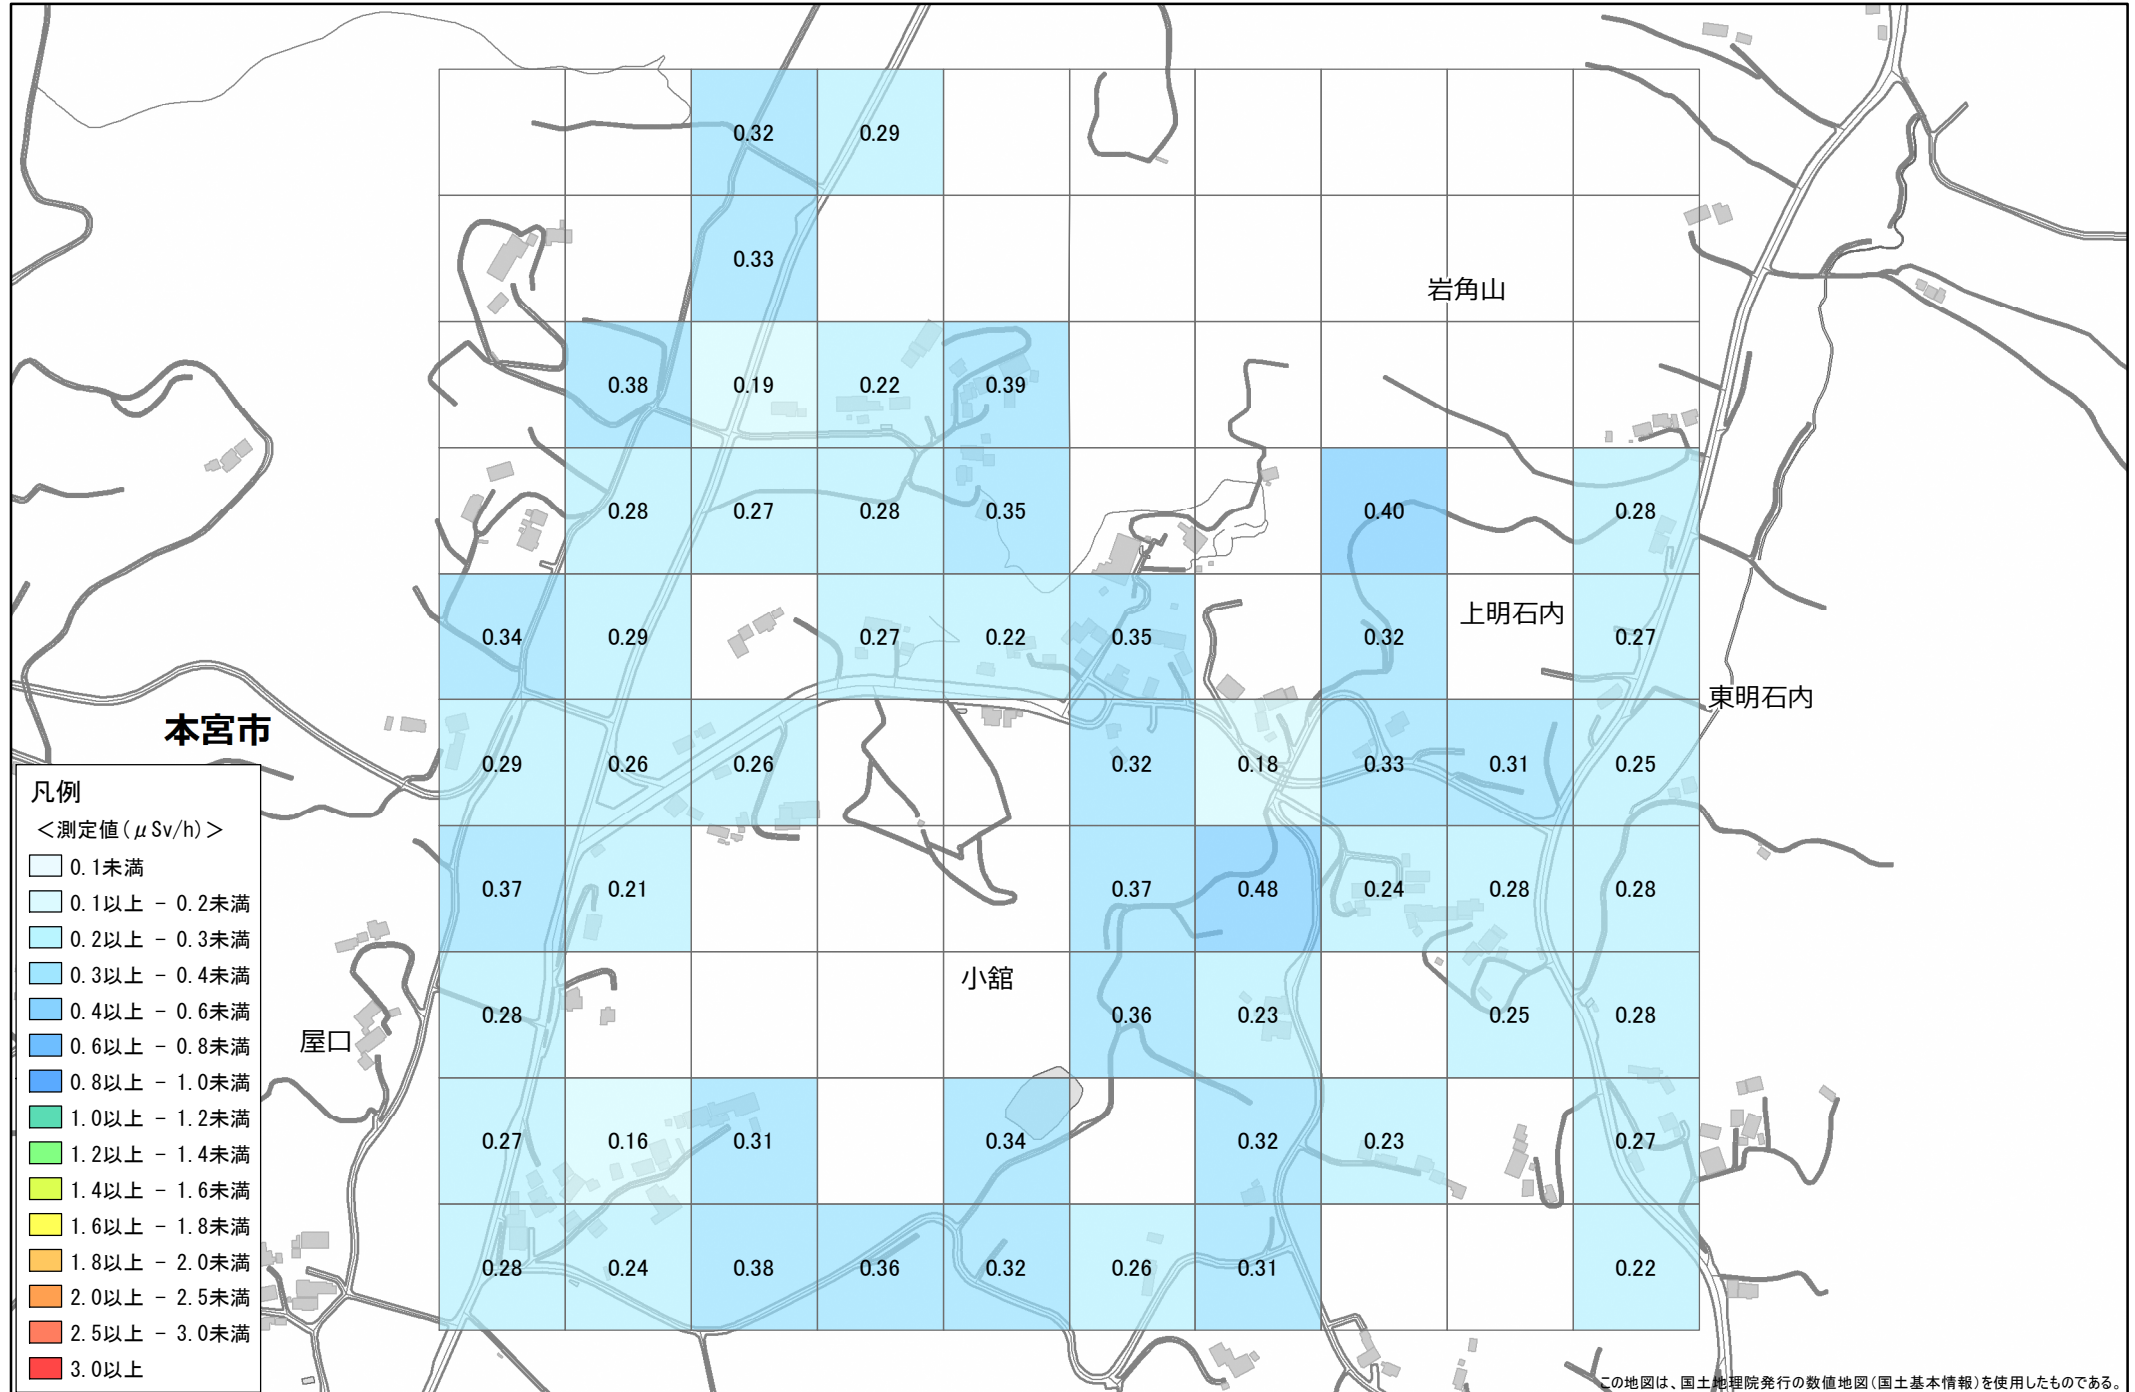 0.32 0.29
0.33
岩角山
0.38 0.19 0.22 0.39
0.28 0.27 0.28 0.35 0.40 0.28
上明石内
0.34 0.29 0.27 0.22 0.35 0.32 0.27
東明石内
本宮市
0.29 0.26 0.26 0.32 0.18 0.33 0.31 0.25
0.37 0.21 0.37 0.48 0.24 0.28 0.28
小舘
0.28 0.36 0.23 0.25 0.28
屋口
0.27 0.16 0.31 0.34 0.32 0.23 0.27
0.28 0.24 0.38 0.36 0.32 0.26 0.31 0.22
凡例
＜測定値(μSv/h)＞
0.1未満
0.1以上 － 0.2未満
0.2以上 － 0.3未満
0.3以上 － 0.4未満
0.4以上 － 0.6未満
0.6以上 － 0.8未満
0.8以上 － 1.0未満
1.0以上 － 1.2未満
1.2以上 － 1.4未満
1.4以上 － 1.6未満
1.6以上 － 1.8未満
1.8以上 － 2.0未満
2.0以上 － 2.5未満
2.5以上 － 3.0未満
3.0以上
この地図は、国土地理院発行の数値地図(国土基本情報)を使用したものである。